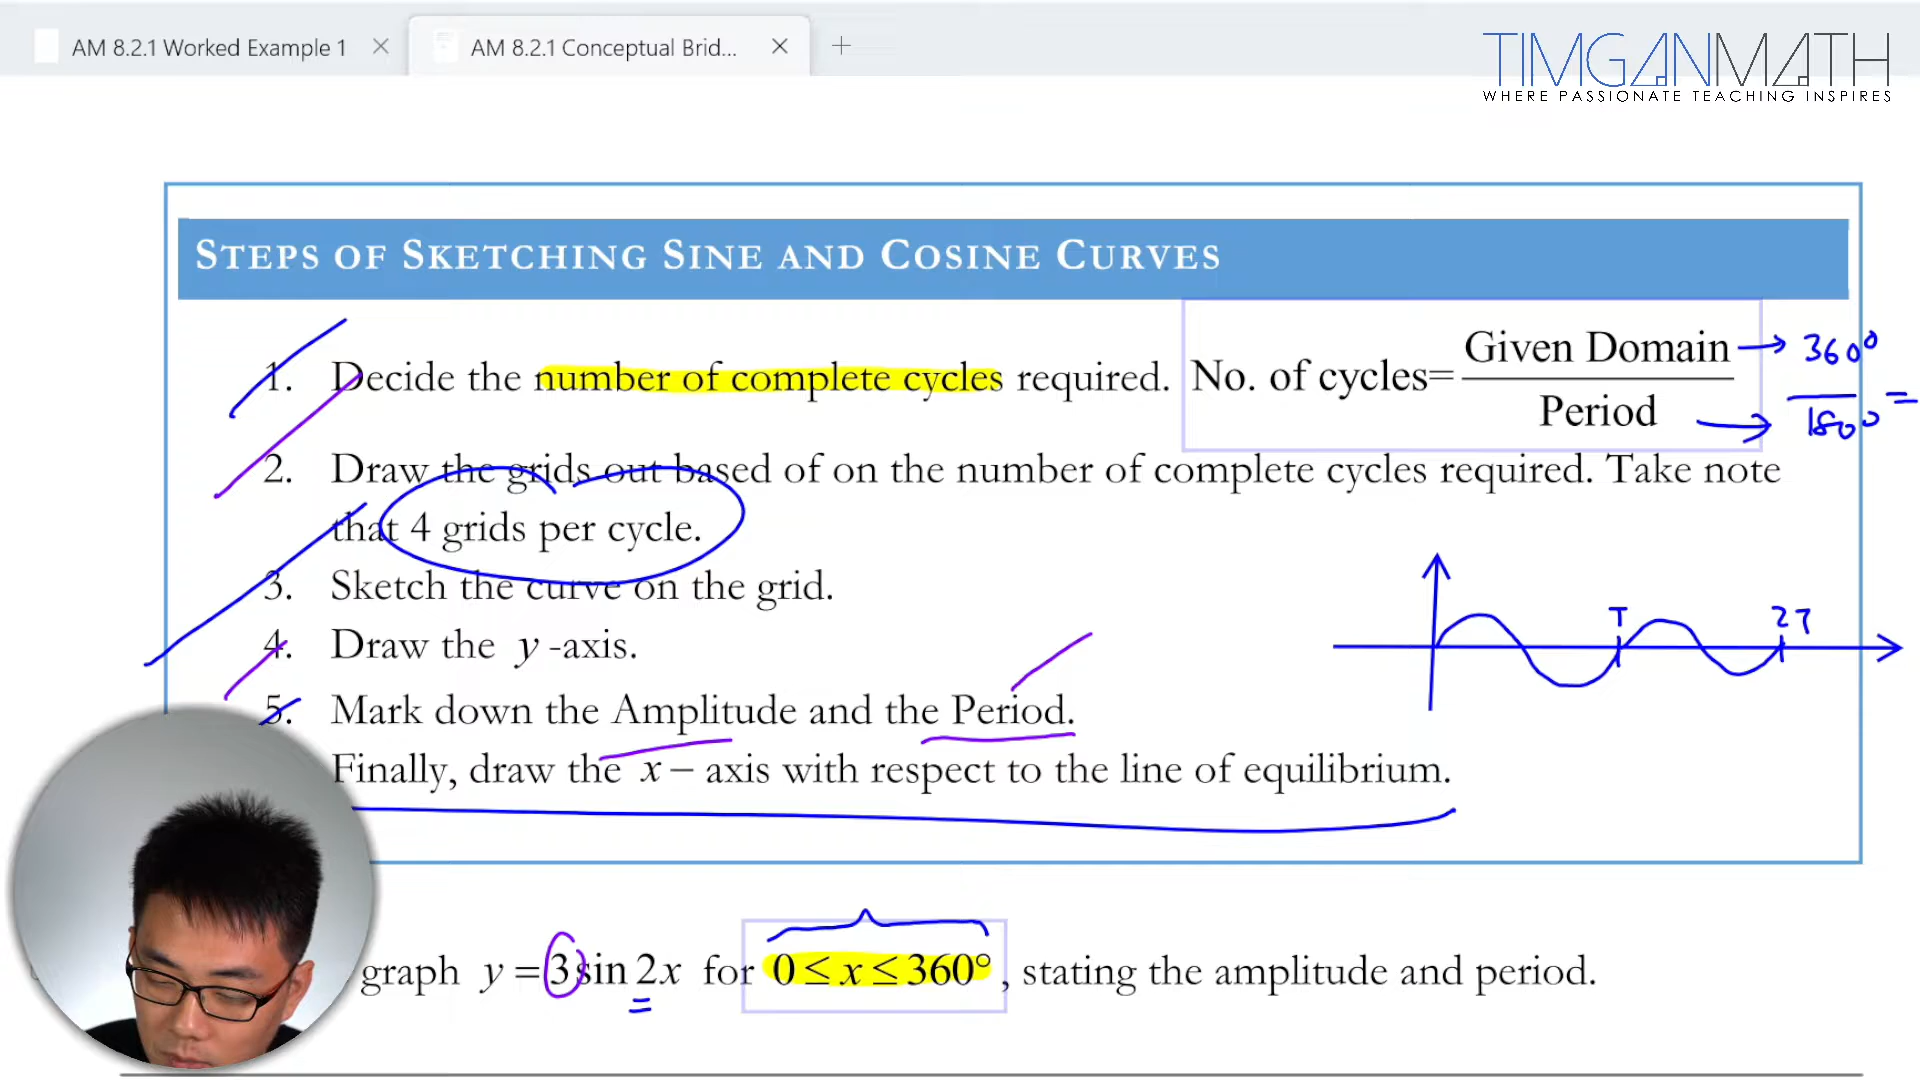 AM 8.2.1 Worked Example 1
AM 8.2.1 Conceptual Brid...
TIMGANMATH
WHERE PASSIONATE TEACHING INSPIRES
STEPS OF SKETCHING SINE AND COSINE CURVES
1. Decide the number of complete cycles required. No. of cycles= Given Domain / Period → 360° / 180° =
2. Draw the grids out based of on the number of complete cycles required. Take note
that 4 grids per cycle.
3. Sketch the curve on the grid.
T 2T
4. Draw the y -axis.
5. Mark down the Amplitude and the Period.
Finally, draw the x – axis with respect to the line of equilibrium.
graph y = 3sin 2x for 0 ≤ x ≤ 360° , stating the amplitude and period.